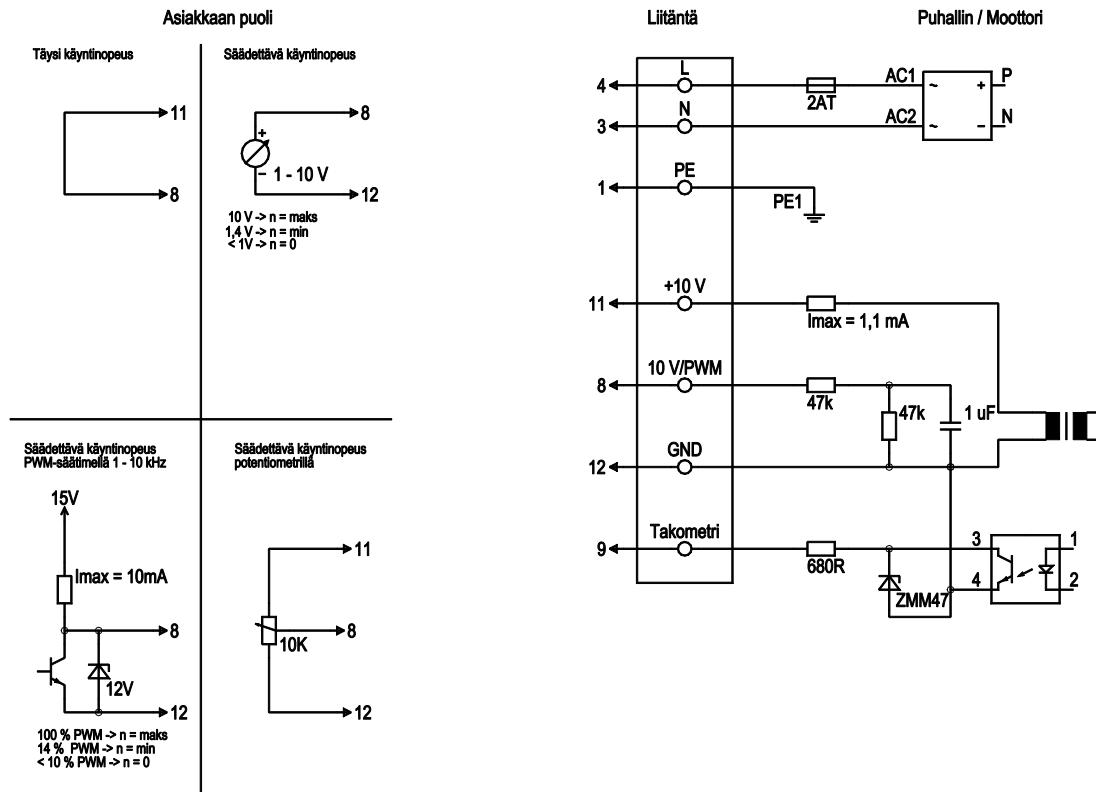 Asiakkaan puoli
Täysi käyntinopeus
11
8
Säädettävä käyntinopeus
8
+
− 1 - 10 V
12
10 V -> n = maks
1,4 V -> n = min
< 1V -> n = 0
Säädettävä käyntinopeus
PWM-säätimellä 1 - 10 kHz
15V
Imax = 10mA
8
12V
12
100 % PWM -> n = maks
14 % PWM -> n = min
< 10 % PWM -> n = 0
Säädettävä käyntinopeus
potentiometrillä
11
8
10K
12
Liitäntä
Puhallin / Moottori
L
4
2AT
AC1
~ + P
N
3
AC2
~ − N
PE
1
PE1
+10 V
11
Imax = 1,1 mA
10 V/PWM
8
47k
47k
1 uF
GND
12
Takometri
9
680R
3
1
4
2
ZMM47